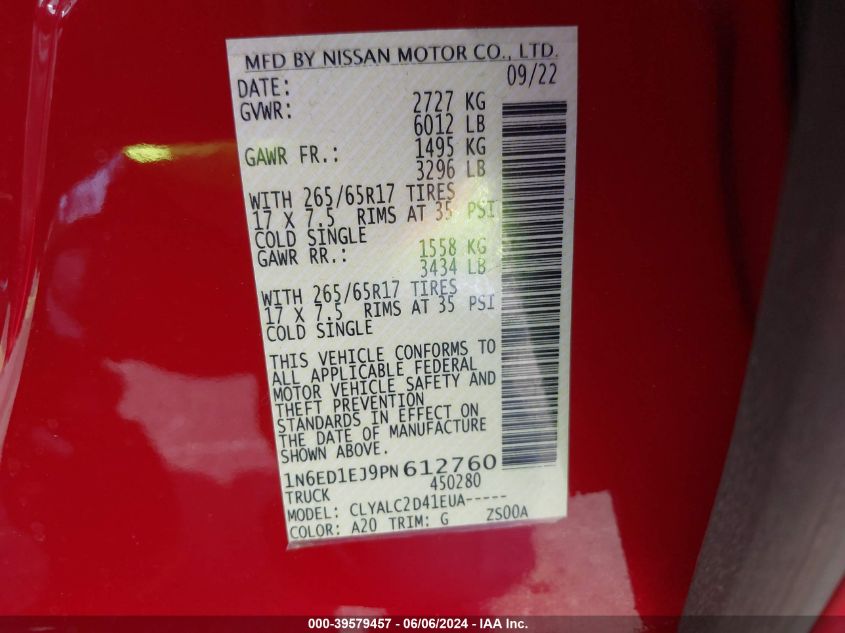 MFD BY NISSAN MOTOR CO., LTD.
DATE: 09/22
GVWR: 2727 KG
6012 LB
GAWR FR.: 1495 KG
3296 LB
WITH 265/65R17 TIRES
17 X 7.5 RIMS AT 35 PSI
COLD SINGLE
GAWR RR.: 1558 KG
3434 LB
WITH 265/65R17 TIRES
17 X 7.5 RIMS AT 35 PSI
COLD SINGLE
THIS VEHICLE CONFORMS TO
ALL APPLICABLE FEDERAL
MOTOR VEHICLE SAFETY AND
THEFT PREVENTION
STANDARDS IN EFFECT ON
THE DATE OF MANUFACTURE
SHOWN ABOVE.
1N6ED1EJ9PN612760
TRUCK 450280
MODEL: CLYALC2D41EUA-----
COLOR: A20 TRIM: G ZS00A
000-39579457 - 06/06/2024 - IAA Inc.